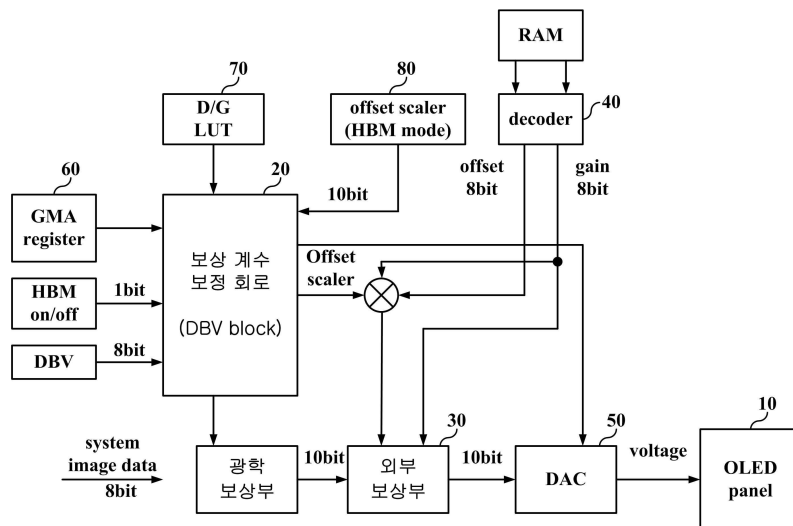 RAM
70
80
40
D/G
LUT
offset scaler
(HBM mode)
decoder
offset
8bit
gain
8bit
60
20
10bit
GMA
register
보상 계수
보정 회로
(DBV block)
Offset
scaler
HBM
on/off
1bit
DBV
8bit
30
50
10
system
image data
8bit
광학
보상부
10bit
외부
보상부
10bit
DAC
voltage
OLED
panel